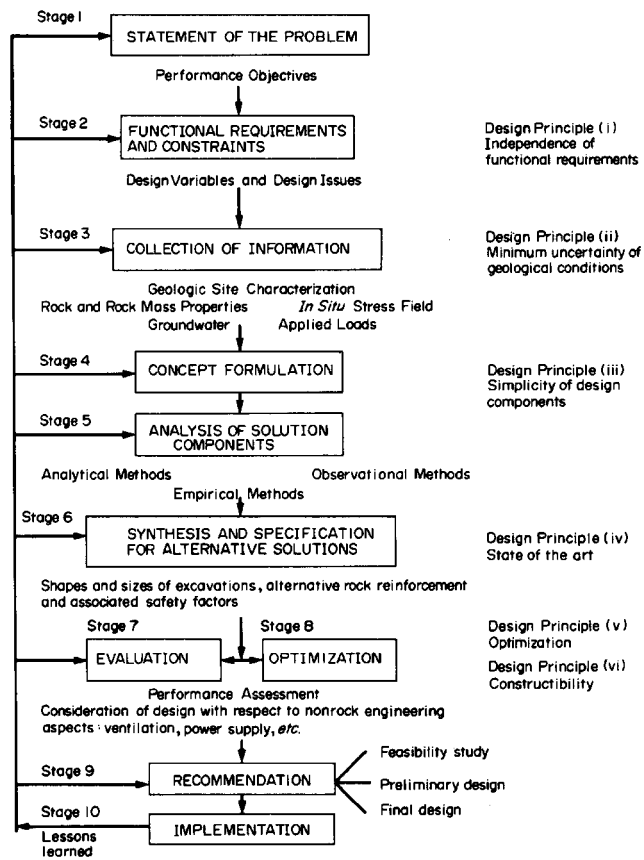 Stage 1
STATEMENT OF THE PROBLEM
Performance Objectives
Stage 2
FUNCTIONAL REQUIREMENTS
AND CONSTRAINTS
Design Principle (i)
Independence of
functional requirements
Design Variables and Design Issues
Stage 3
COLLECTION OF INFORMATION
Design Principle (ii)
Minimum uncertainty of
geological conditions
Geologic Site Characterization
Rock and Rock Mass Properties In Situ Stress Field
Groundwater Applied Loads
Stage 4
CONCEPT FORMULATION
Design Principle (iii)
Simplicity of design
components
Stage 5
ANALYSIS OF SOLUTION
COMPONENTS
Analytical Methods Observational Methods
Empirical Methods
Stage 6
SYNTHESIS AND SPECIFICATION
FOR ALTERNATIVE SOLUTIONS
Design Principle (iv)
State of the art
Shapes and sizes of excavations, alternative rock reinforcement
and associated safety factors
Stage 7 Stage 8
EVALUATION OPTIMIZATION
Design Principle (v)
Optimization
Design Principle (vi)
Constructibility
Performance Assessment
Consideration of design with respect to nonrock engineering
aspects: ventilation, power supply, etc.
Stage 9
RECOMMENDATION
Feasibility study
Preliminary design
Final design
Stage 10
IMPLEMENTATION
Lessons
learned